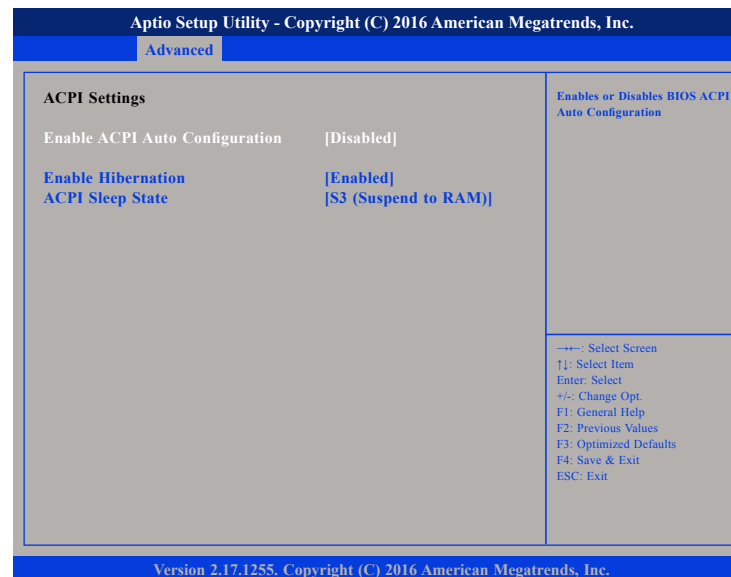 Aptio Setup Utility - Copyright (C) 2016 American Megatrends, Inc.
Advanced
ACPI Settings
Enable ACPI Auto Configuration [Disabled]
Enable Hibernation [Enabled]
ACPI Sleep State [S3 (Suspend to RAM)]
Enables or Disables BIOS ACPI
Auto Configuration
→←: Select Screen
↑↓: Select Item
Enter: Select
+/-: Change Opt.
F1: General Help
F2: Previous Values
F3: Optimized Defaults
F4: Save & Exit
ESC: Exit
Version 2.17.1255. Copyright (C) 2016 American Megatrends, Inc.